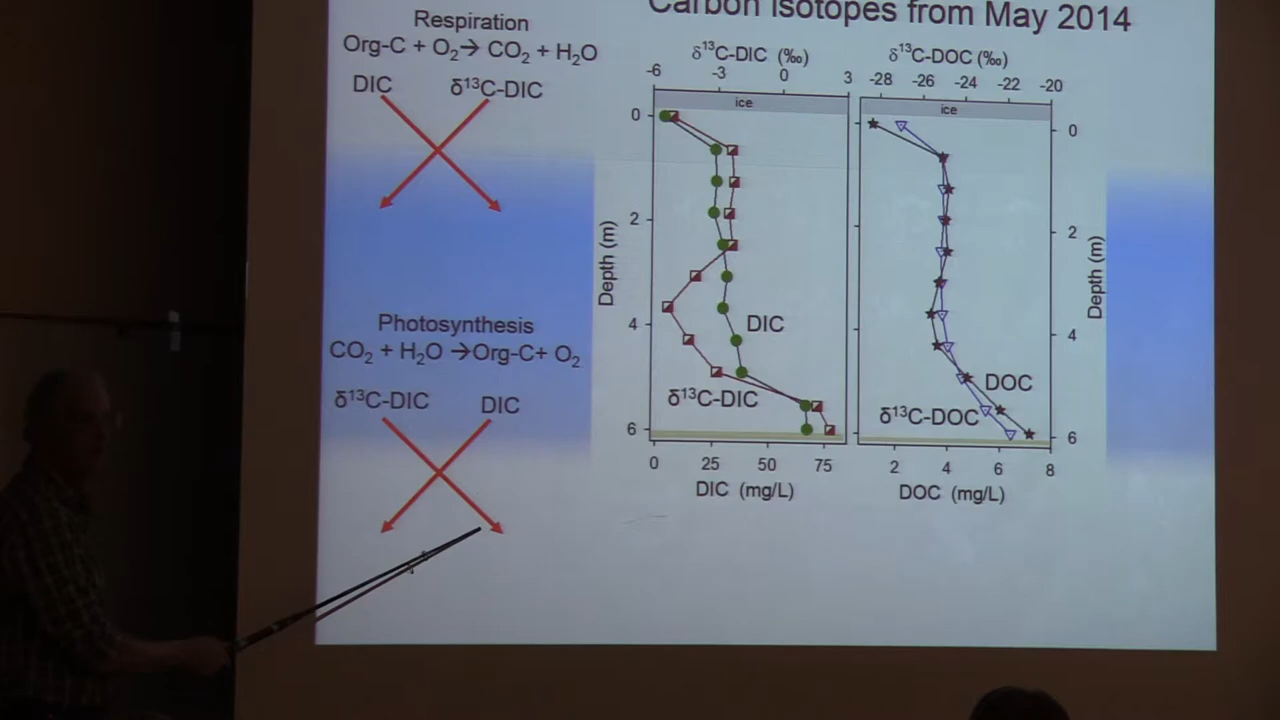 Carbon Isotopes from May 2014
Respiration
Org-C + O₂→ CO₂ + H₂O
DIC δ¹³C-DIC
Photosynthesis
CO₂ + H₂O →Org-C+ O₂
δ¹³C-DIC DIC
δ¹³C-DIC (‰)
-6 -3 0 3
ice
0
2
4
6
Depth (m)
DIC
δ¹³C-DIC
0 25 50 75
DIC (mg/L)
δ¹³C-DOC (‰)
-28 -26 -24 -22 -20
ice
0
2
4
6
Depth (m)
DOC
δ¹³C-DOC
2 4 6 8
DOC (mg/L)